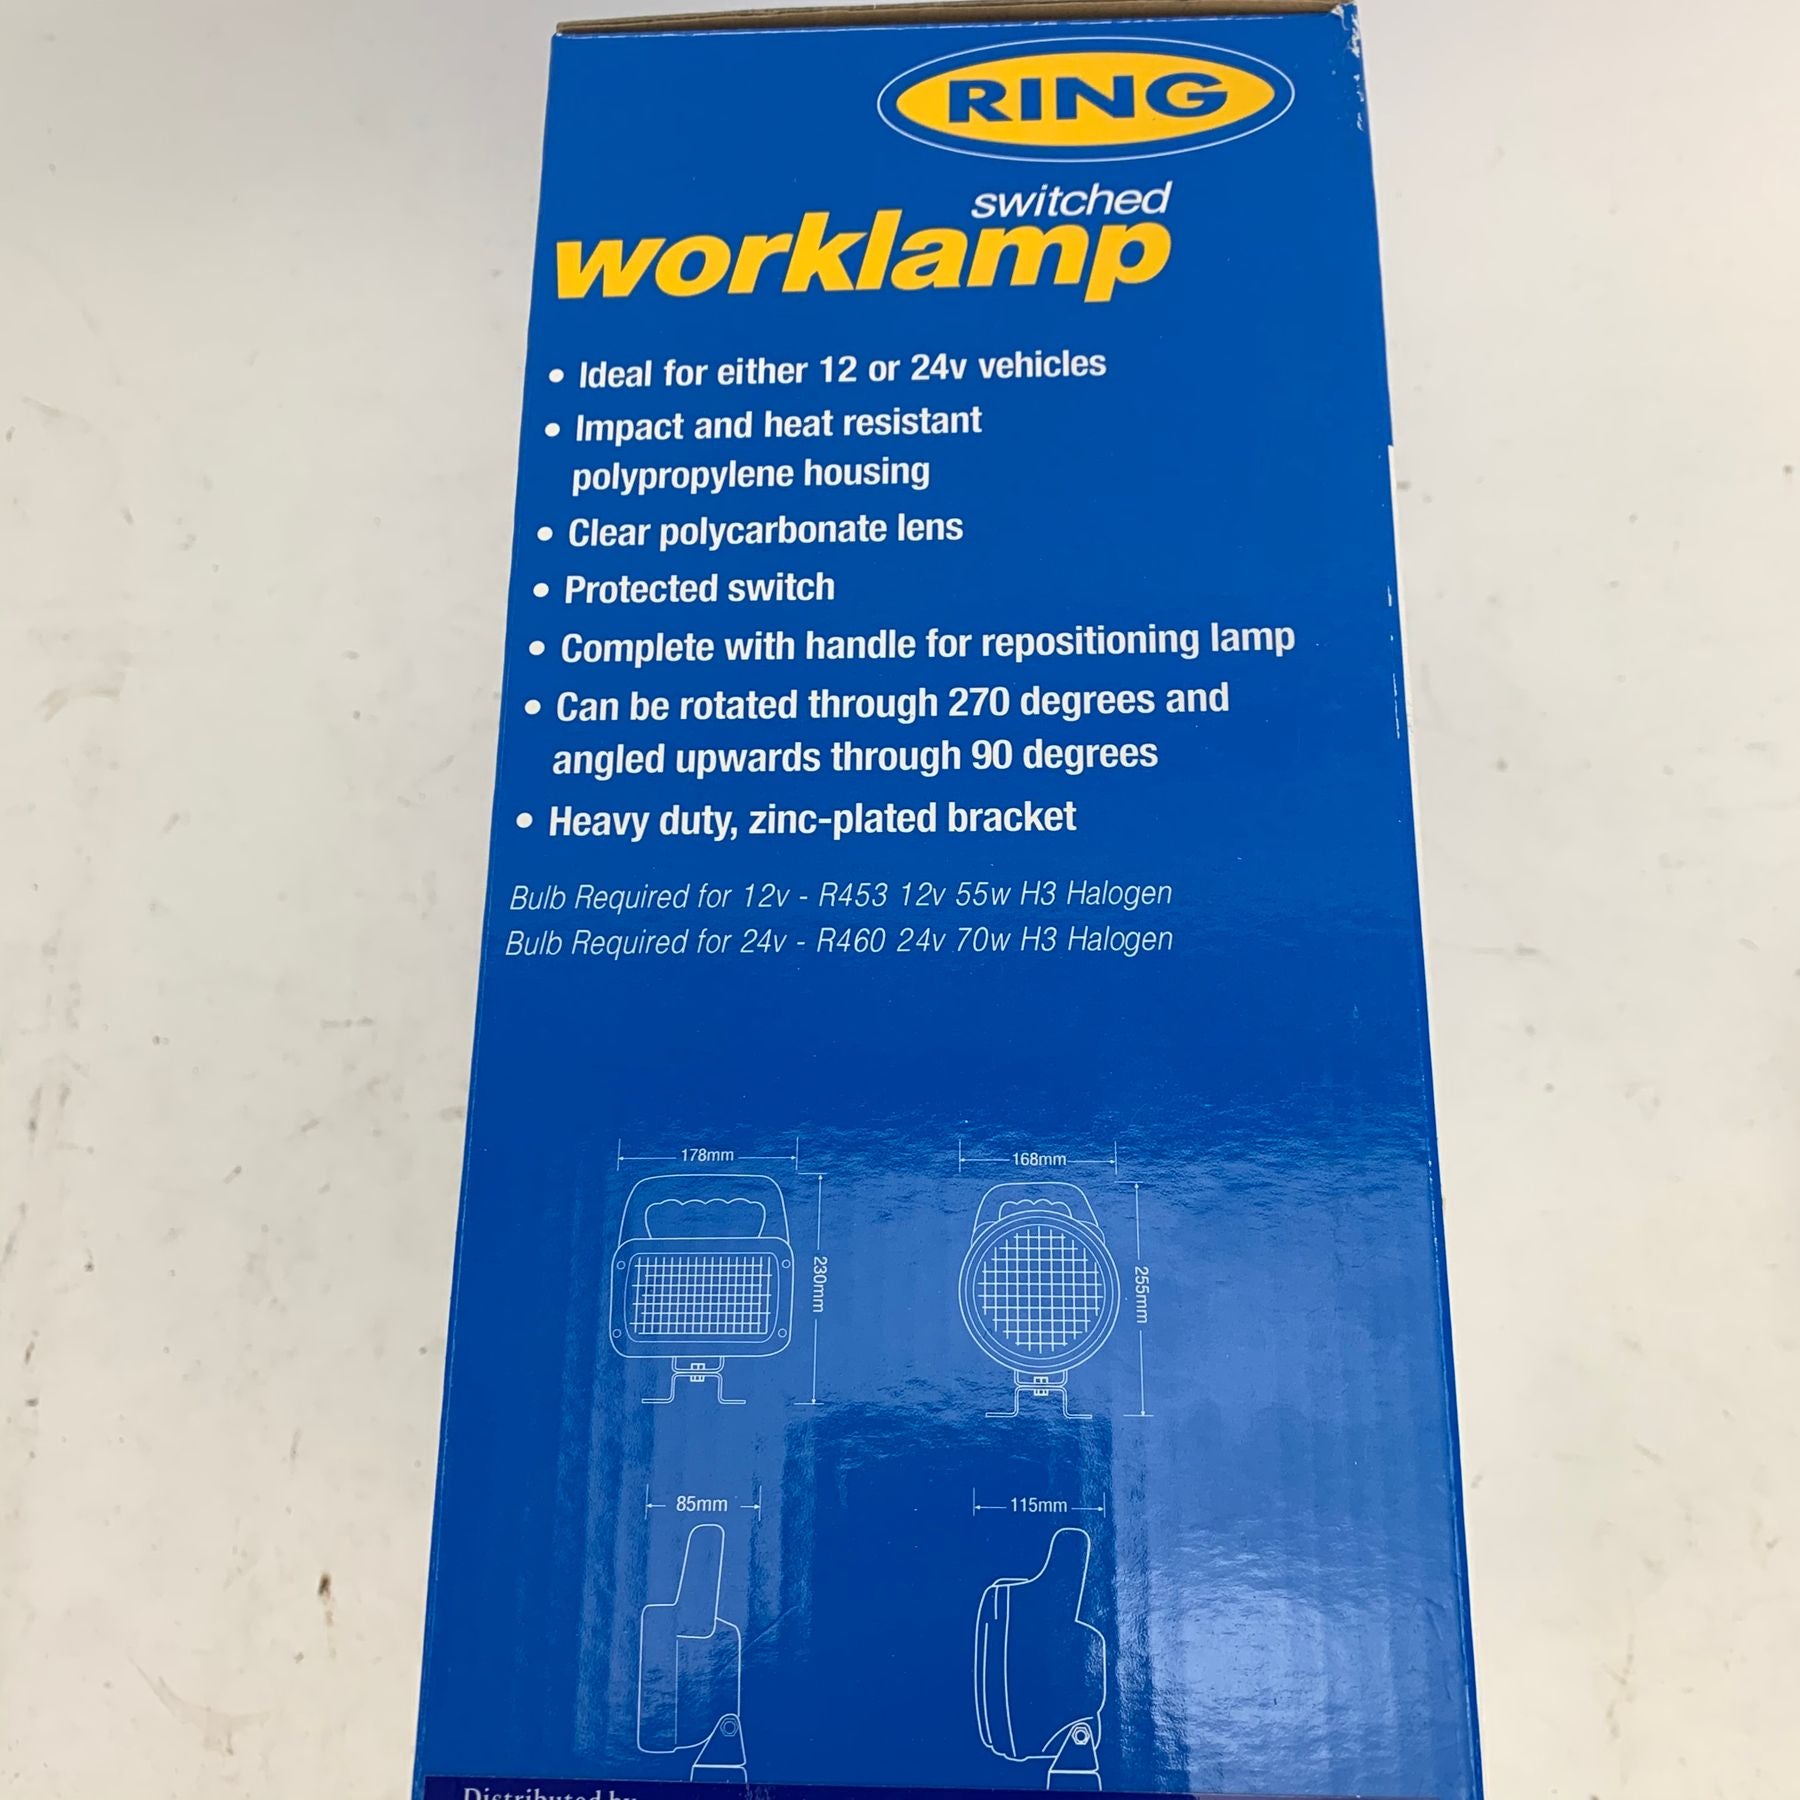 RING
switched
worklamp
• Ideal for either 12 or 24v vehicles
• Impact and heat resistant
polypropylene housing
• Clear polycarbonate lens
• Protected switch
• Complete with handle for repositioning lamp
• Can be rotated through 270 degrees and
angled upwards through 90 degrees
• Heavy duty, zinc-plated bracket
Bulb Required for 12v - R453 12v 55w H3 Halogen
Bulb Required for 24v - R460 24v 70w H3 Halogen
178mm
168mm
230mm
255mm
85mm
115mm
Distributed by